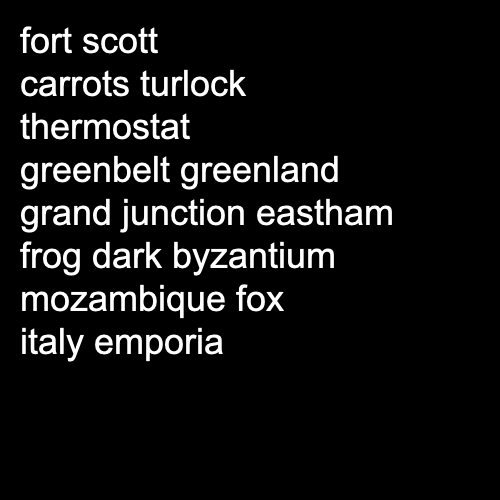 fort scott
carrots turlock
thermostat
greenbelt greenland
grand junction eastham
frog dark byzantium
mozambique fox
italy emporia